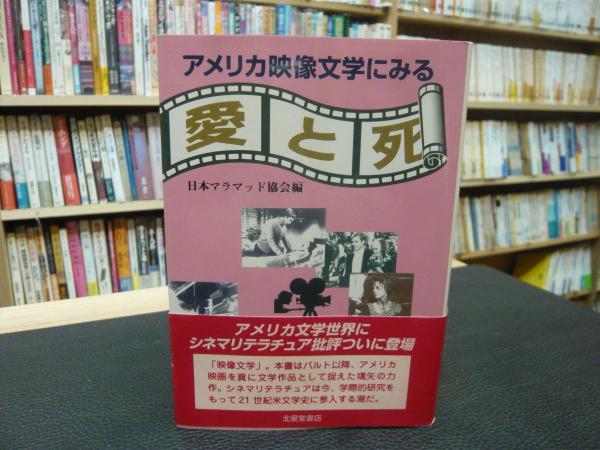 アメリカ映像文学にみる
愛と死
日本マラマッド協会編
アメリカ文学世界に
シネマリテラチュア批評ついに登場
「映像文学」。本書はバルト以降、アメリカ
映画を真に文学作品として捉えた嚆矢の力
作。シネマリテラチュアは今、学際的研究を
もって21世紀米文学史に参入する潮だ。
北星堂書店